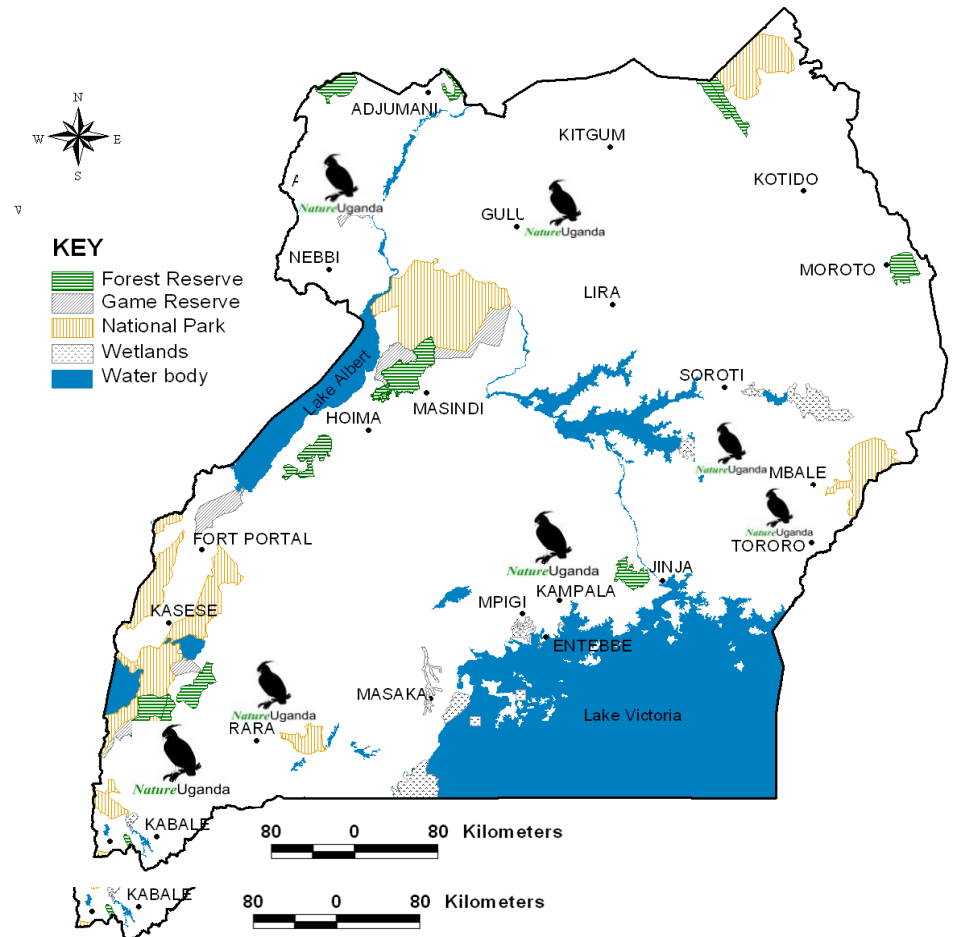 ADJUMANI
N
W E
S
KITGUM
KOTIDO
NatureUganda
GULU
NatureUganda
KEY
NEBBI
MOROTO
Forest Reserve
Game Reserve
National Park
Wetlands
Water body
LIRA
Lake Albert
SOROTI
MASINDI
HOIMA
NatureUganda
MBALE
NatureUganda
TORORO
FORT PORTAL
NatureUganda
JINJA
KAMPALA
MPIGI
KASESE
ENTEBBE
MASAKA
Lake Victoria
NatureUganda
RARA
NatureUganda
KABALE
80 0 80 Kilometers
KABALE
80 0 80 Kilometers